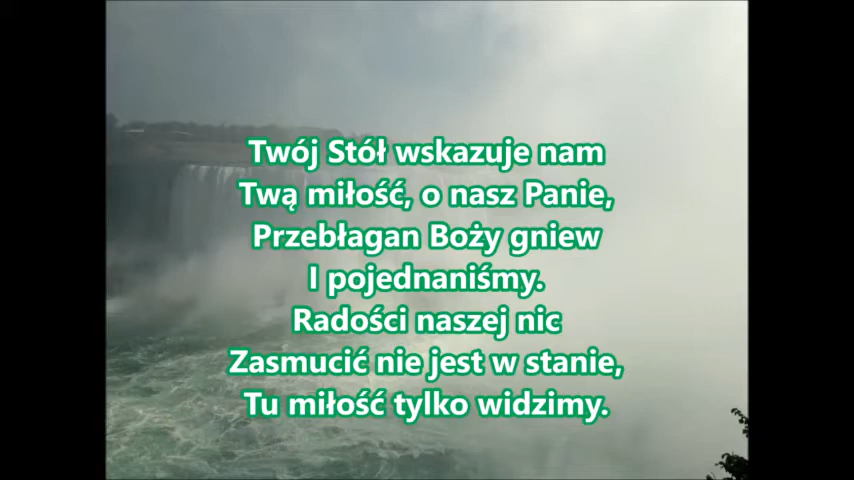 Twój Stół wskazuje nam
Twą miłość, o nasz Panie,
Przebłagan Boży gniew
I pojednaniśmy.
Radości naszej nic
Zasmucić nie jest w stanie,
Tu miłość tylko widzimy.